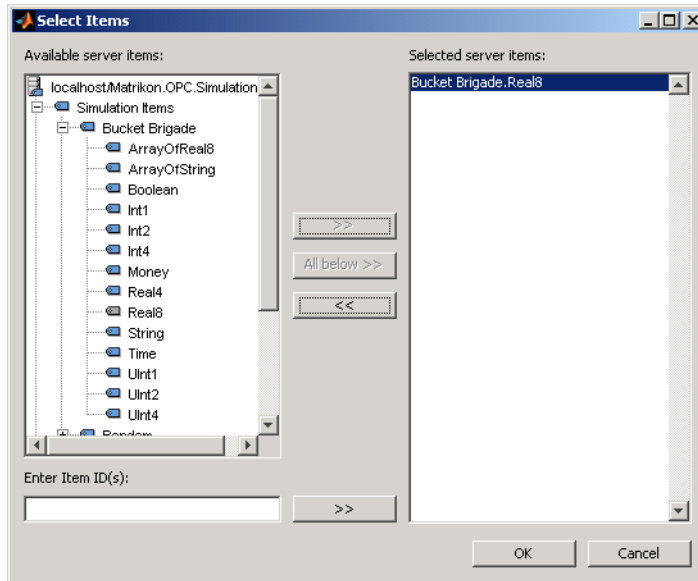 Select Items
Available server items:
localhost/Matrikon.OPC.Simulation
Simulation Items
Bucket Brigade
ArrayOfReal8
ArrayOfString
Boolean
Int1
Int2
Int4
Money
Real4
Real8
String
Time
UInt1
UInt2
UInt4
Random
Enter Item ID(s):
>>
All below >>
<<
>>
Selected server items:
Bucket Brigade.Real8
OK
Cancel